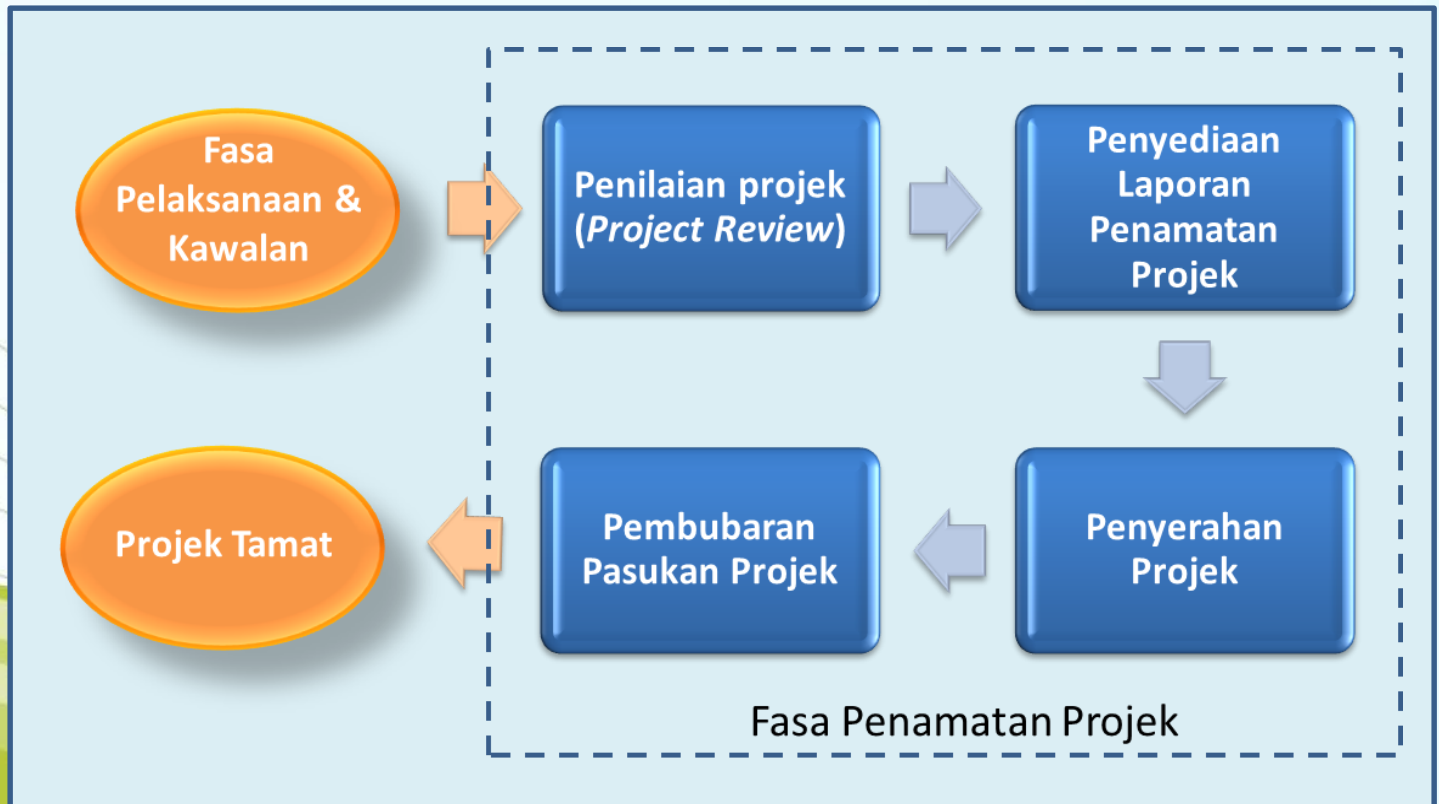 Fasa
Pelaksanaan &
Kawalan
Penilaian projek
(Project Review)
Penyediaan
Laporan
Penamatan
Projek
Penyerahan
Projek
Pembubaran
Pasukan Projek
Projek Tamat
Fasa Penamatan Projek